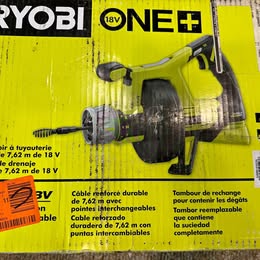 RYOBI 18V ONE+
de 7,62 m de 18 V
de drenaje
de 7,62 m de 18 V
Câble renforcé durable
de 7,62 m avec
pointes interchangeables
Cable reforzado
duradero de 7,62 m con
puntas intercambiables
Tambour de rechange
pour contenir les dégâts
Tambor reemplazable
que contiene la
suciedad
completamente